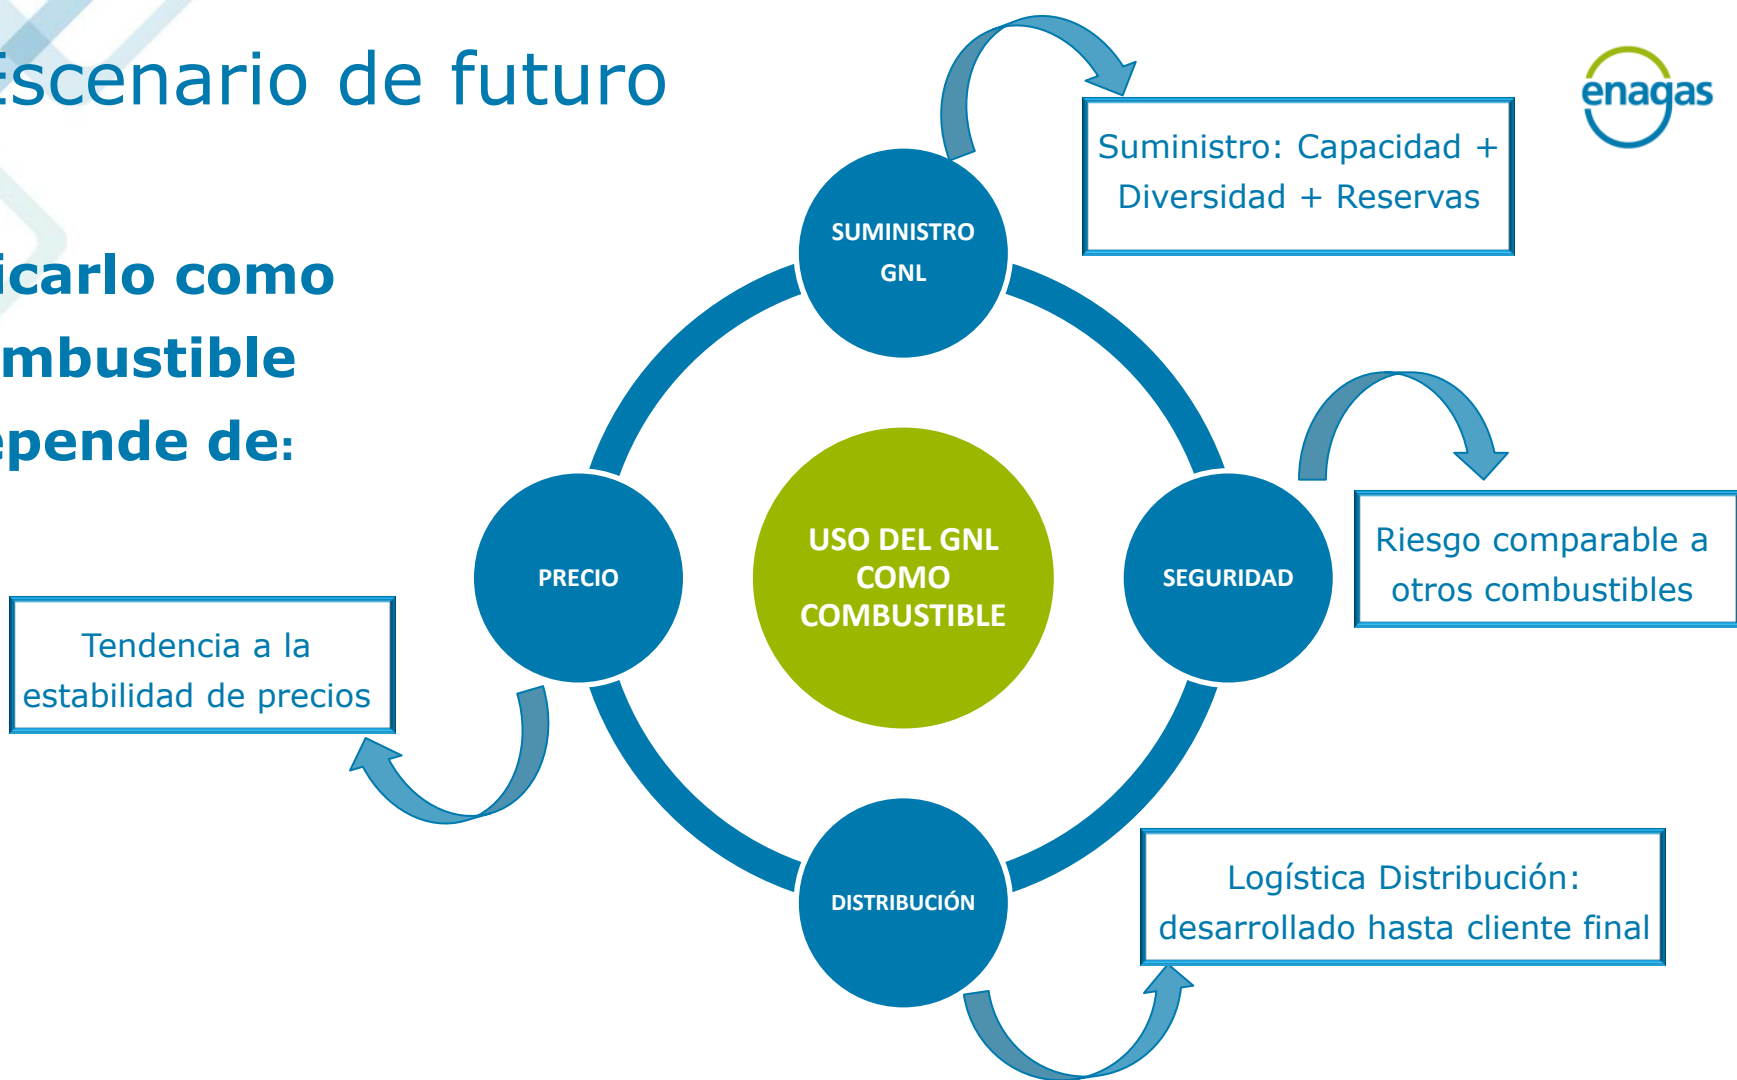 Escenario de futuro
enagas
Suministro: Capacidad +
Diversidad + Reservas
SUMINISTRO
GNL
icarlo como
mbustible
epende de:
USO DEL GNL
COMO
COMBUSTIBLE
PRECIO
SEGURIDAD
Riesgo comparable a
otros combustibles
Tendencia a la
estabilidad de precios
DISTRIBUCIÓN
Logística Distribución:
desarrollado hasta cliente final